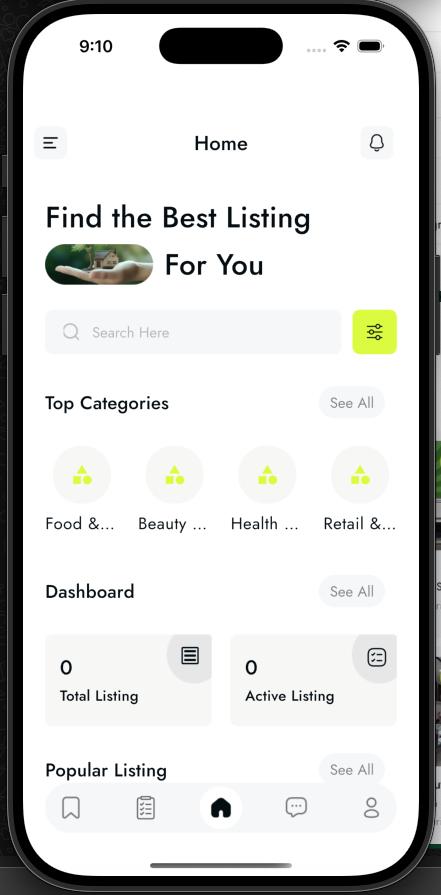 9:10
Home
Find the Best Listing
For You
Search Here
Top Categories
See All
Food &...
Beauty ...
Health ...
Retail &...
Dashboard
See All
0
Total Listing
0
Active Listing
Popular Listing
See All